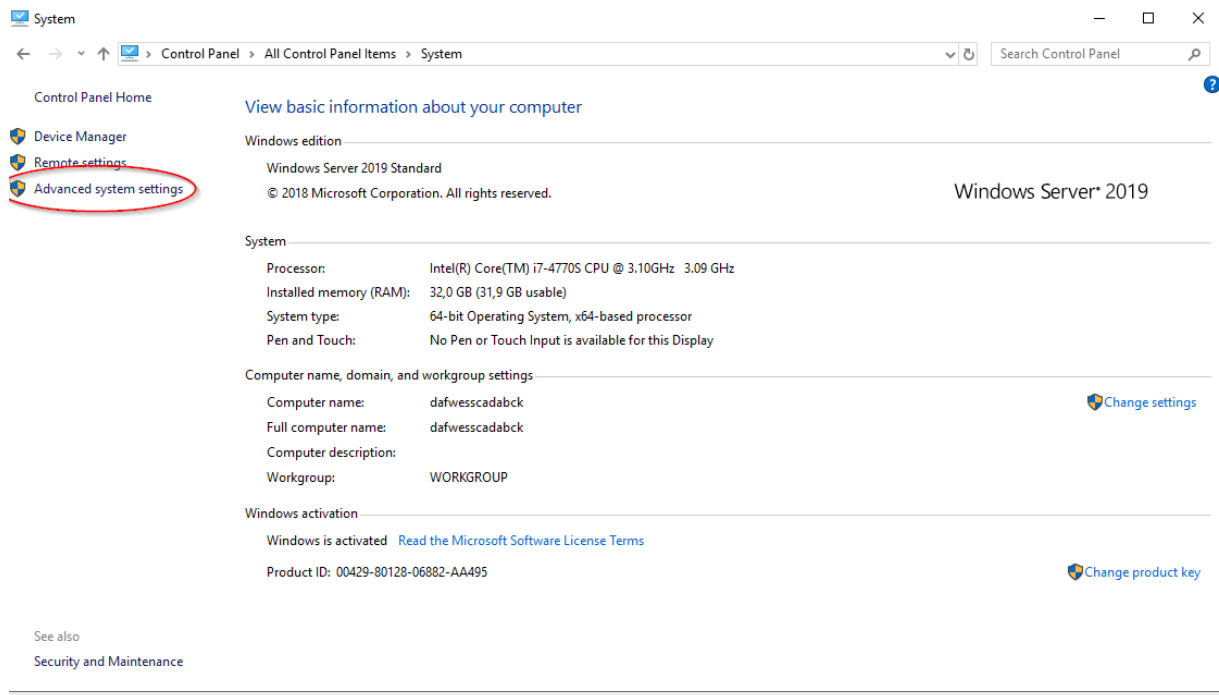 System
Control Panel > All Control Panel Items > System
Search Control Panel
Control Panel Home
Device Manager
Remote settings
Advanced system settings
View basic information about your computer
Windows edition
Windows Server 2019 Standard
© 2018 Microsoft Corporation. All rights reserved.
Windows Server® 2019
System
Processor: Intel(R) Core(TM) i7-4770S CPU @ 3.10GHz 3.09 GHz
Installed memory (RAM): 32,0 GB (31,9 GB usable)
System type: 64-bit Operating System, x64-based processor
Pen and Touch: No Pen or Touch Input is available for this Display
Computer name, domain, and workgroup settings
Computer name: dafwesscadabck
Change settings
Full computer name: dafwesscadabck
Computer description:
Workgroup: WORKGROUP
Windows activation
Windows is activated Read the Microsoft Software License Terms
Product ID: 00429-80128-06882-AA495
Change product key
See also
Security and Maintenance